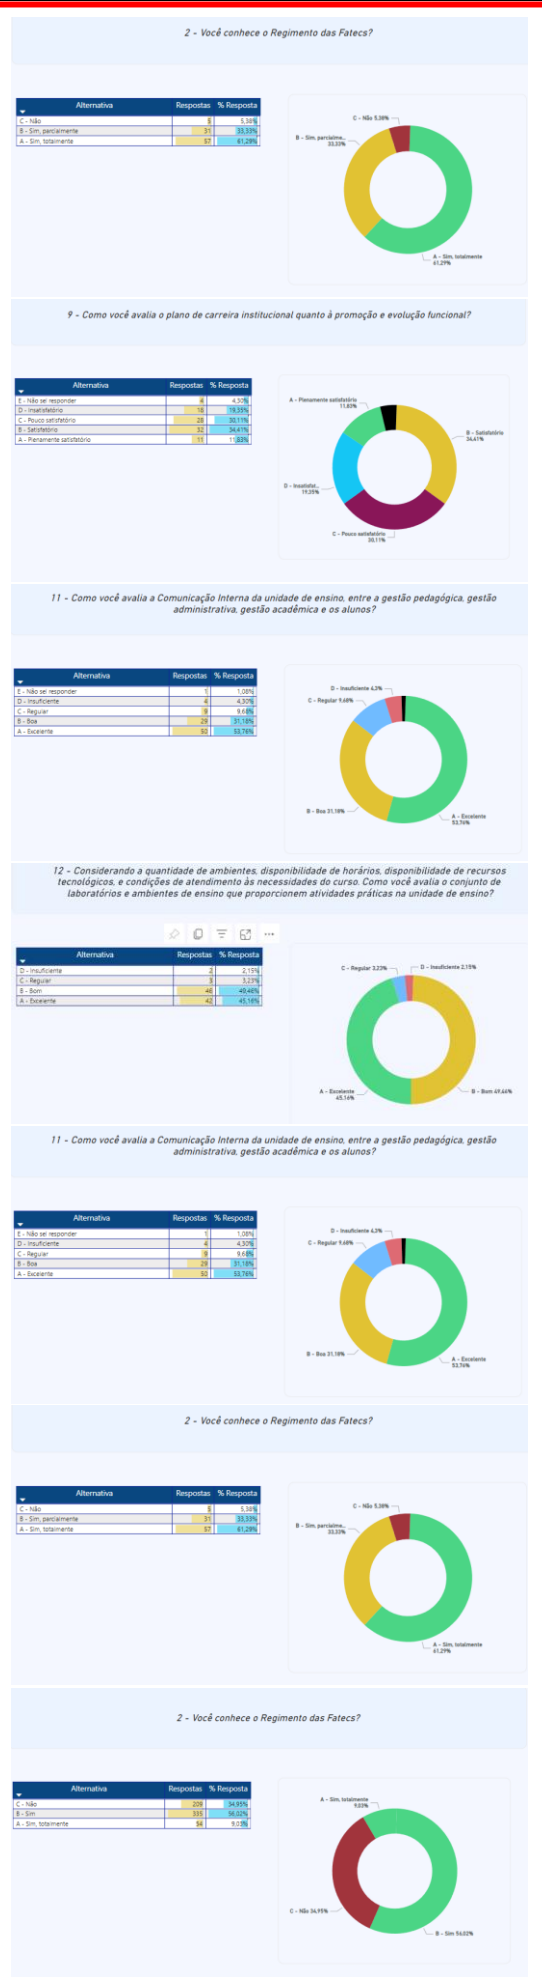 2 - Você conhece o Regimento das Fatecs?
Alternativa Respostas % Resposta
C - Não 5 5,38%
B - Sim, parcialmente 31 33,33%
A - Sim, totalmente 57 61,29%
C - Não 5,38%
B - Sim, parcialme...
33,33%
A - Sim, totalmente
61,29%
9 - Como você avalia o plano de carreira institucional quanto à promoção e evolução funcional?
Alternativa Respostas % Resposta
E - Não sei responder 4 4,30%
D - Insatisfatório 18 19,35%
C - Pouco satisfatório 28 30,11%
B - Satisfatório 32 34,41%
A - Plenamente satisfatório 11 11,83%
A - Plenamente satisfatório
11,83%
B - Satisfatório
34,41%
D - Insatisfat...
19,35%
C - Pouco satisfatório
30,11%
11 - Como você avalia a Comunicação Interna da unidade de ensino, entre a gestão pedagógica, gestão
administrativa, gestão acadêmica e os alunos?
Alternativa Respostas % Resposta
E - Não sei responder 1 1,08%
D - Insuficiente 4 4,30%
C - Regular 9 9,68%
B - Boa 29 31,18%
A - Excelente 50 53,76%
D - Insuficiente 4,3%
C - Regular 9,68%
B - Boa 31,18%
A - Excelente
53,76%
12 - Considerando a quantidade de ambientes, disponibilidade de horários, disponibilidade de recursos
tecnológicos, e condições de atendimento às necessidades do curso. Como você avalia o conjunto de
laboratórios e ambientes de ensino que proporcionem atividades práticas na unidade de ensino?
Alternativa Respostas % Resposta
D - Insuficiente 2 2,15%
C - Regular 3 3,23%
B - Bom 46 49,46%
A - Excelente 42 45,16%
C - Regular 3,23%
D - Insuficiente 2,15%
A - Excelente
45,16%
B - Bom 49,46%
11 - Como você avalia a Comunicação Interna da unidade de ensino, entre a gestão pedagógica, gestão
administrativa, gestão acadêmica e os alunos?
Alternativa Respostas % Resposta
E - Não sei responder 1 1,08%
D - Insuficiente 4 4,30%
C - Regular 9 9,68%
B - Boa 29 31,18%
A - Excelente 50 53,76%
D - Insuficiente 4,3%
C - Regular 9,68%
B - Boa 31,18%
A - Excelente
53,76%
2 - Você conhece o Regimento das Fatecs?
Alternativa Respostas % Resposta
C - Não 5 5,38%
B - Sim, parcialmente 31 33,33%
A - Sim, totalmente 57 61,29%
C - Não 5,38%
B - Sim, parcialme...
33,33%
A - Sim, totalmente
61,29%
2 - Você conhece o Regimento das Fatecs?
Alternativa Respostas % Resposta
C - Não 209 34,95%
B - Sim 335 56,02%
A - Sim, totalmente 54 9,03%
A - Sim, totalmente
9,03%
C - Não 34,95%
B - Sim 56,02%